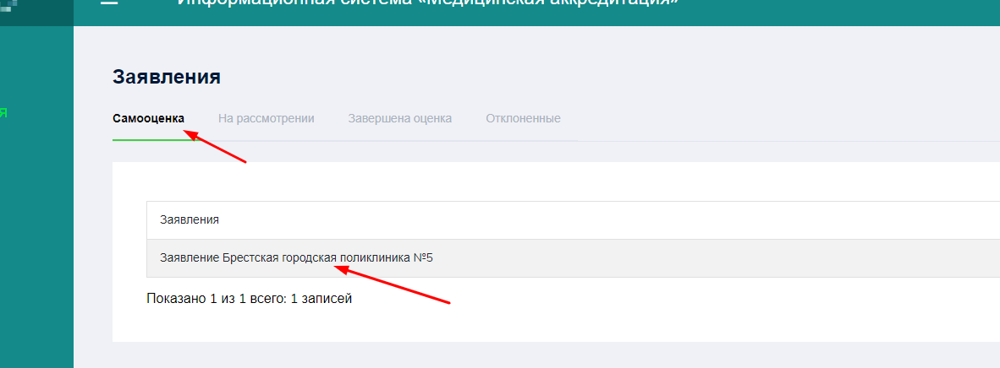 Информационная система «Медицинская аккредитация»
я
Заявления
Самооценка На рассмотрении Завершена оценка Отклоненные
Заявления
Заявление Брестская городская поликлиника №5
Показано 1 из 1 всего: 1 записей